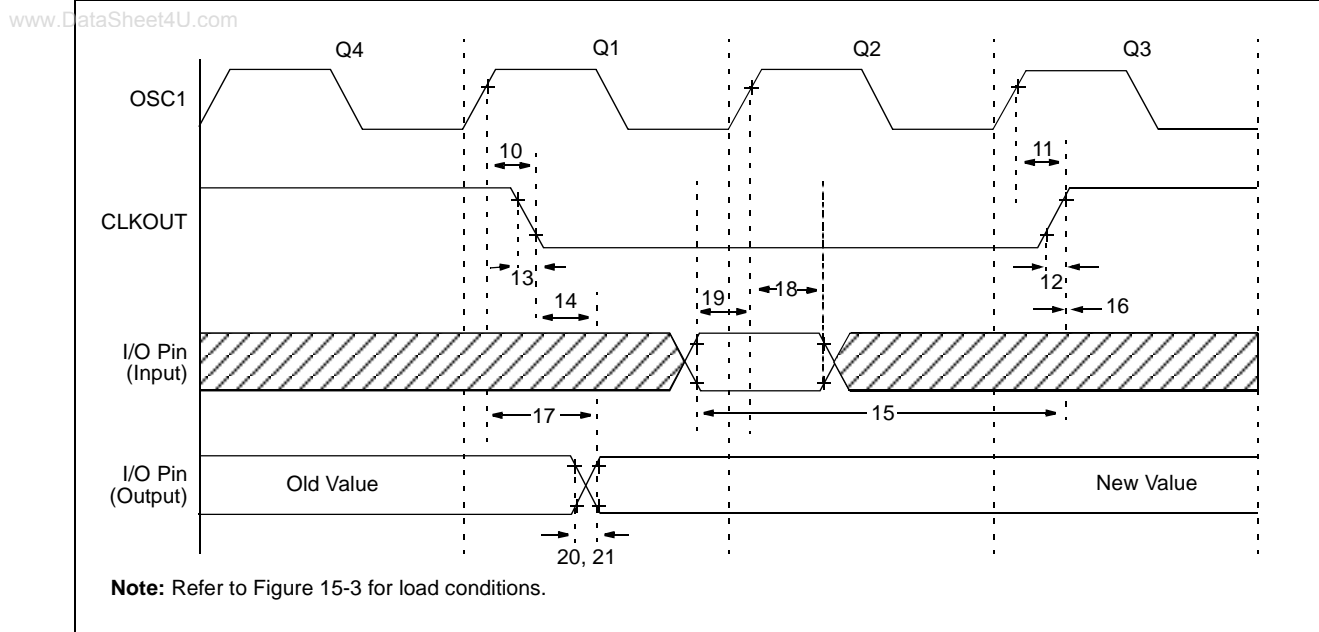 www.DataSheet4U.com
Q4 Q1 Q2 Q3
OSC1
10 11
CLKOUT
13 12
14 19 18 16
I/O Pin
(Input)
17 15
I/O Pin
(Output)
Old Value New Value
20, 21
Note: Refer to Figure 15-3 for load conditions.